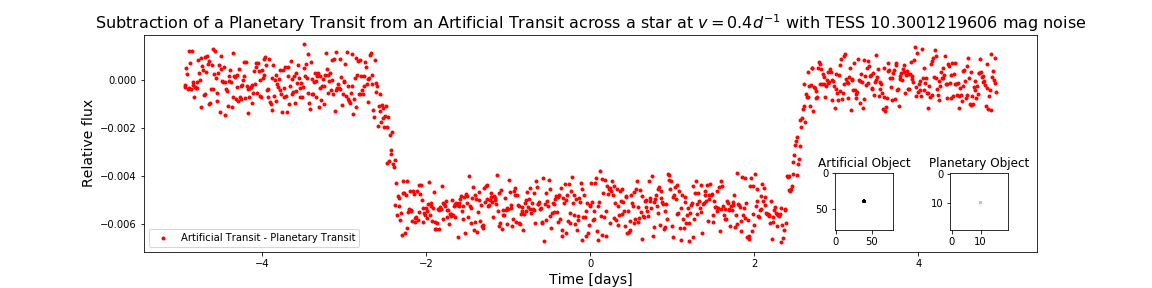 Subtraction of a Planetary Transit from an Artificial Transit across a star at v = 0.4d⁻¹ with TESS 10.3001219606 mag noise
Relative flux
0.000
−0.002
−0.004
−0.006
Artificial Transit - Planetary Transit
Artificial Object
0
50
0 50
Planetary Object
0
10
0 10
−4 −2 0 2 4
Time [days]